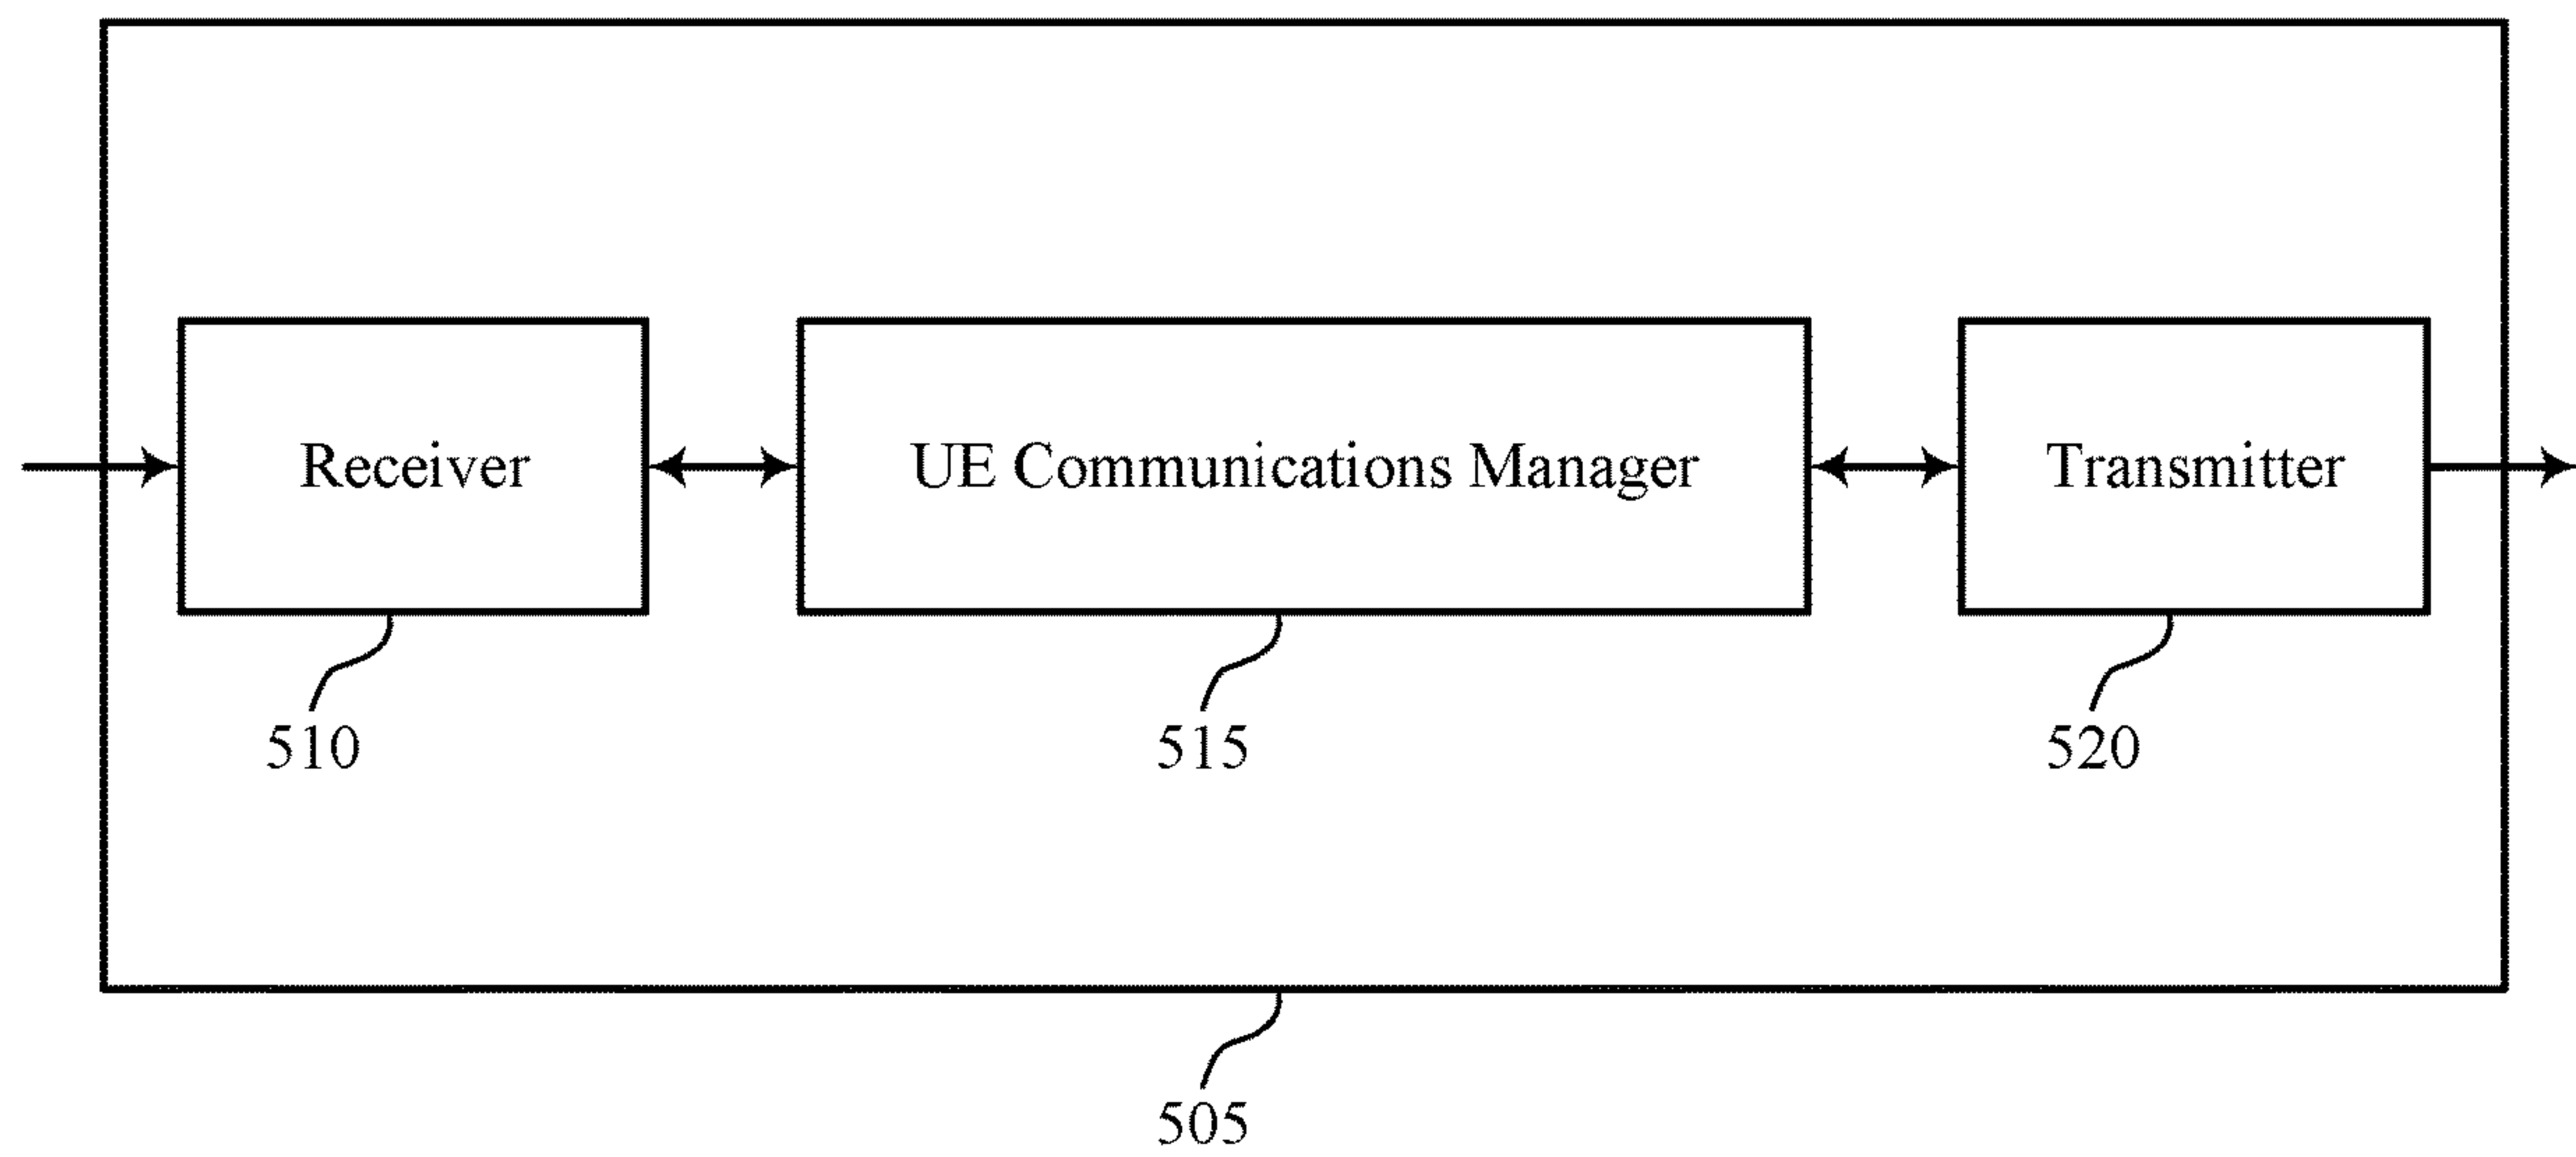 Receiver
UE Communications Manager
Transmitter
510
515
520
505